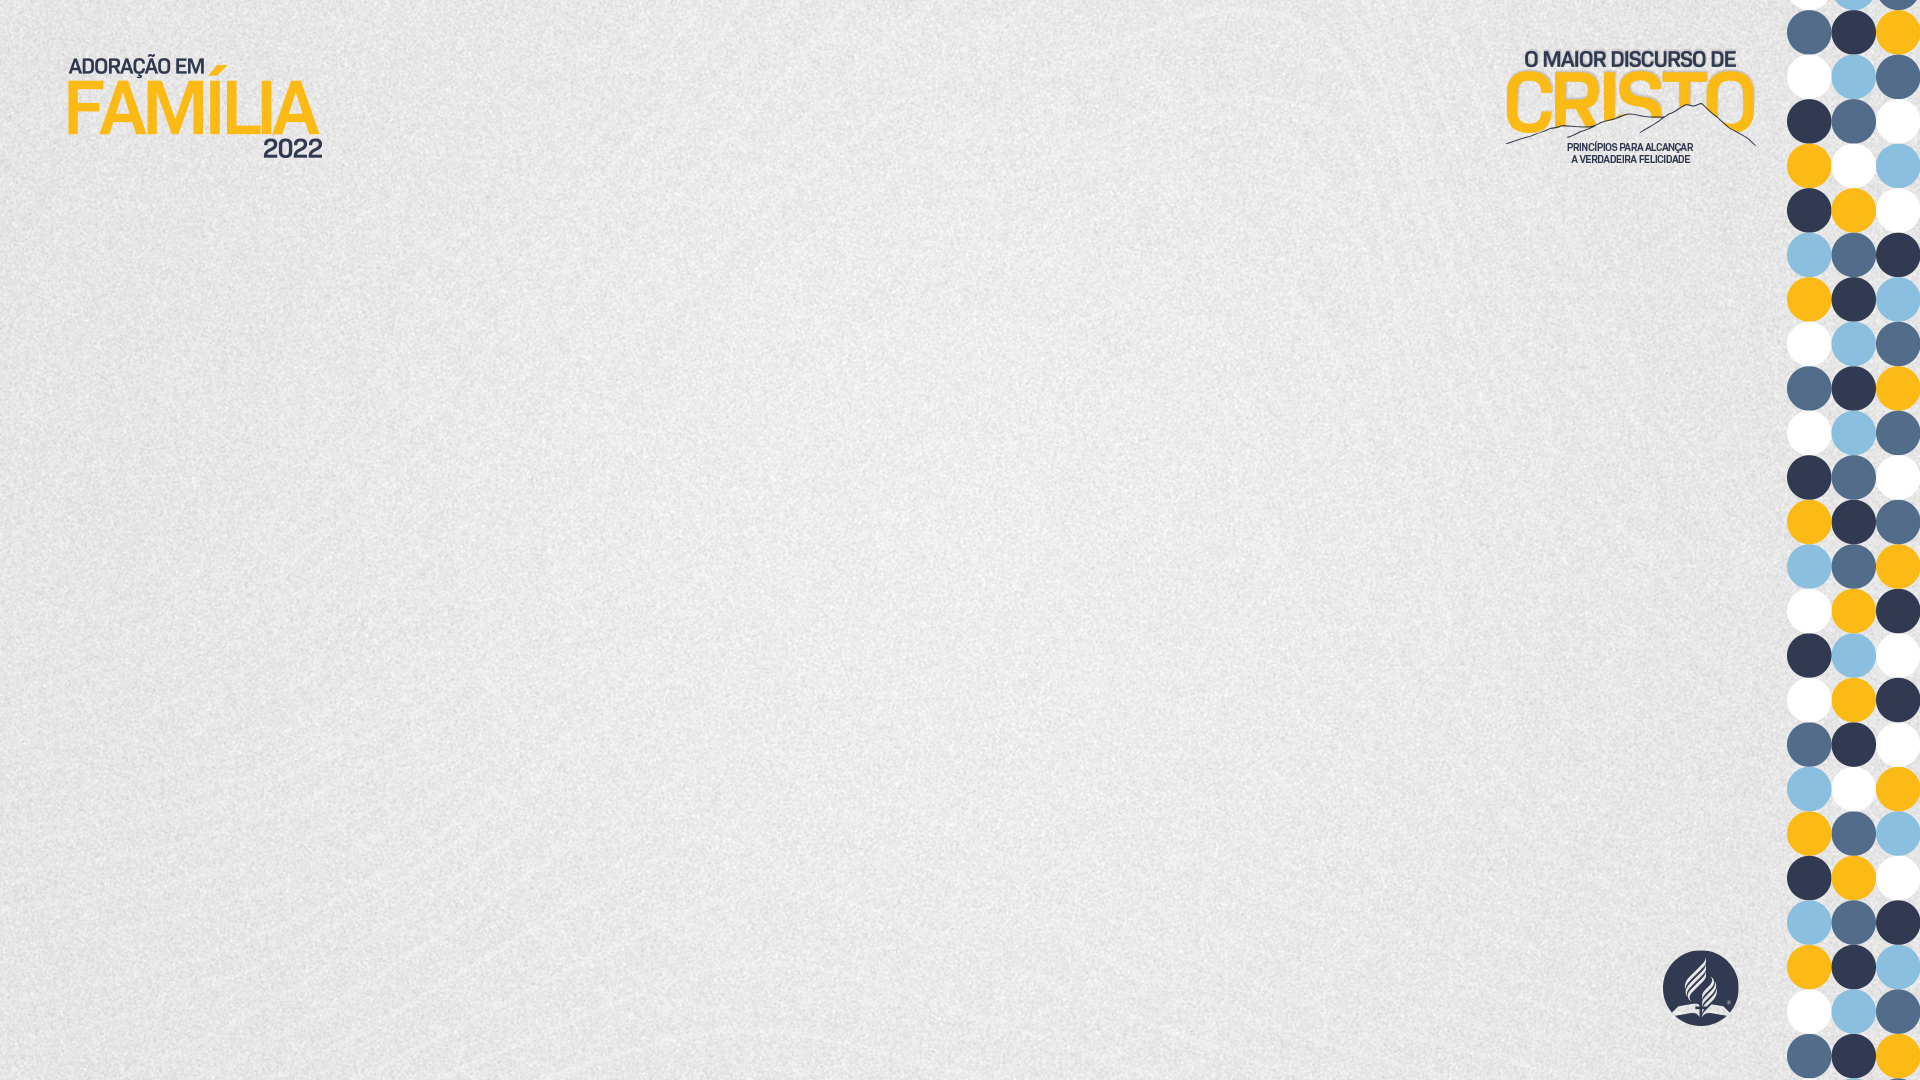 ADORAÇÃO EM
FAMÍLIA
2022
O MAIOR DISCURSO DE
CRISTO
PRINCÍPIOS PARA ALCANÇAR
A VERDADEIRA FELICIDADE